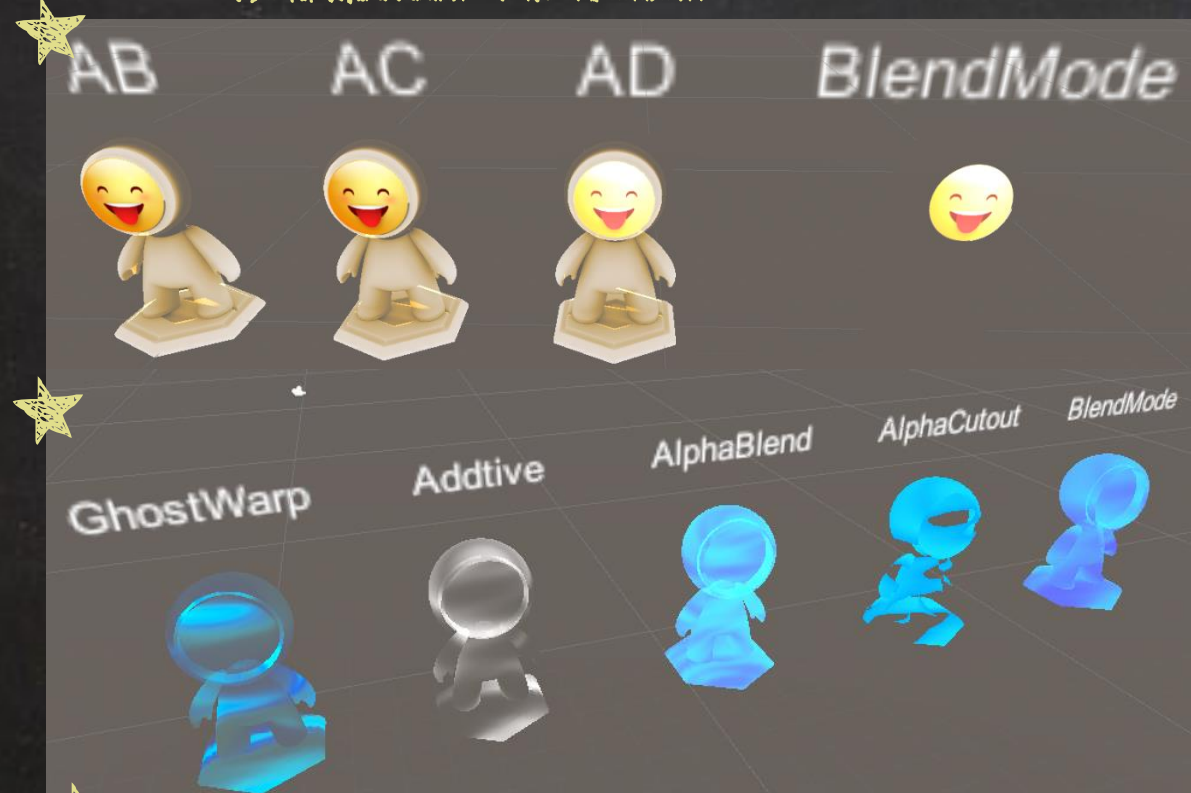 AB
AC
AD
BlendMode
GhostWarp
Addtive
AlphaBlend
AlphaCutout
BlendMode